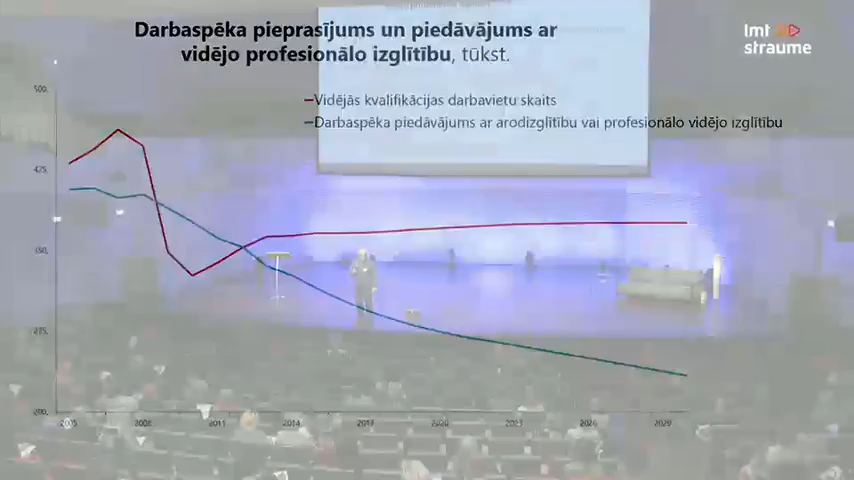 Darbaspēka pieprasījums un piedāvājums ar
vidējo profesionālo izglītību, tūkst.
lmt
straume
Vidējās kvalifikācijas darbavietu skaits
Darbaspēka piedāvājums ar arodizglītību vai profesionālo vidējo izglītību
500,
425,
350,
275,
200,
2005
2008
2011
2014
2017
2020
2023
2026
2029